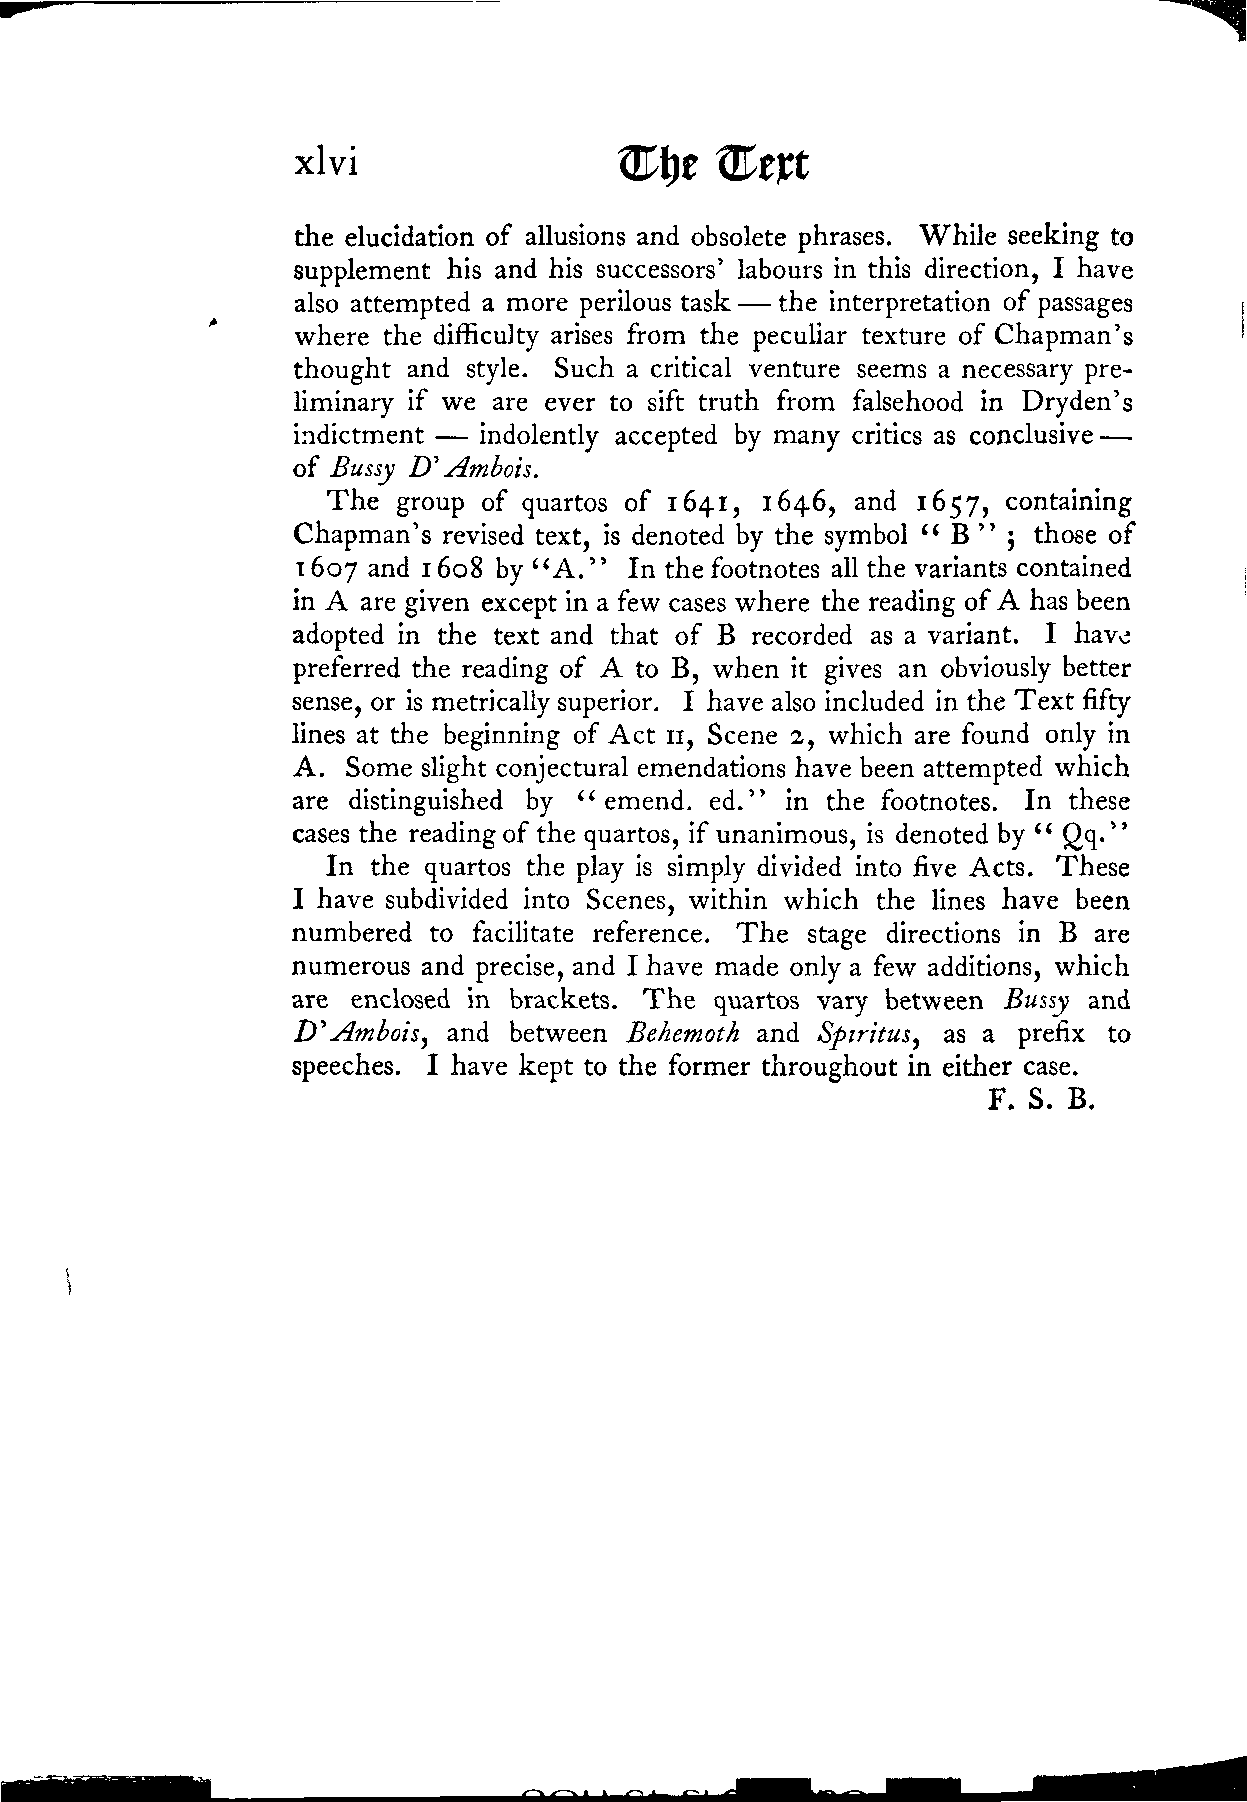 xlvi The Text
the elucidation of allusions and obsolete phrases. While seeking to
supplement his and his successors' labours in this direction, I have
also attempted a more perilous task — the interpretation of passages
where the difficulty arises from the peculiar texture of Chapman's
thought and style. Such a critical venture seems a necessary pre-
liminary if we are ever to sift truth from falsehood in Dryden's
indictment — indolently accepted by many critics as conclusive —
of Bussy D'Ambois.
The group of quartos of 1641, 1646, and 1657, containing
Chapman's revised text, is denoted by the symbol "B"; those of
1607 and 1608 by "A." In the footnotes all the variants contained
in A are given except in a few cases where the reading of A has been
adopted in the text and that of B recorded as a variant. I have
preferred the reading of A to B, when it gives an obviously better
sense, or is metrically superior. I have also included in the Text fifty
lines at the beginning of Act II, Scene 2, which are found only in
A. Some slight conjectural emendations have been attempted which
are distinguished by "emend. ed." in the footnotes. In these
cases the reading of the quartos, if unanimous, is denoted by "Qq."
In the quartos the play is simply divided into five Acts. These
I have subdivided into Scenes, within which the lines have been
numbered to facilitate reference. The stage directions in B are
numerous and precise, and I have made only a few additions, which
are enclosed in brackets. The quartos vary between Bussy and
D'Ambois, and between Behemoth and Spiritus, as a prefix to
speeches. I have kept to the former throughout in either case.
F. S. B.